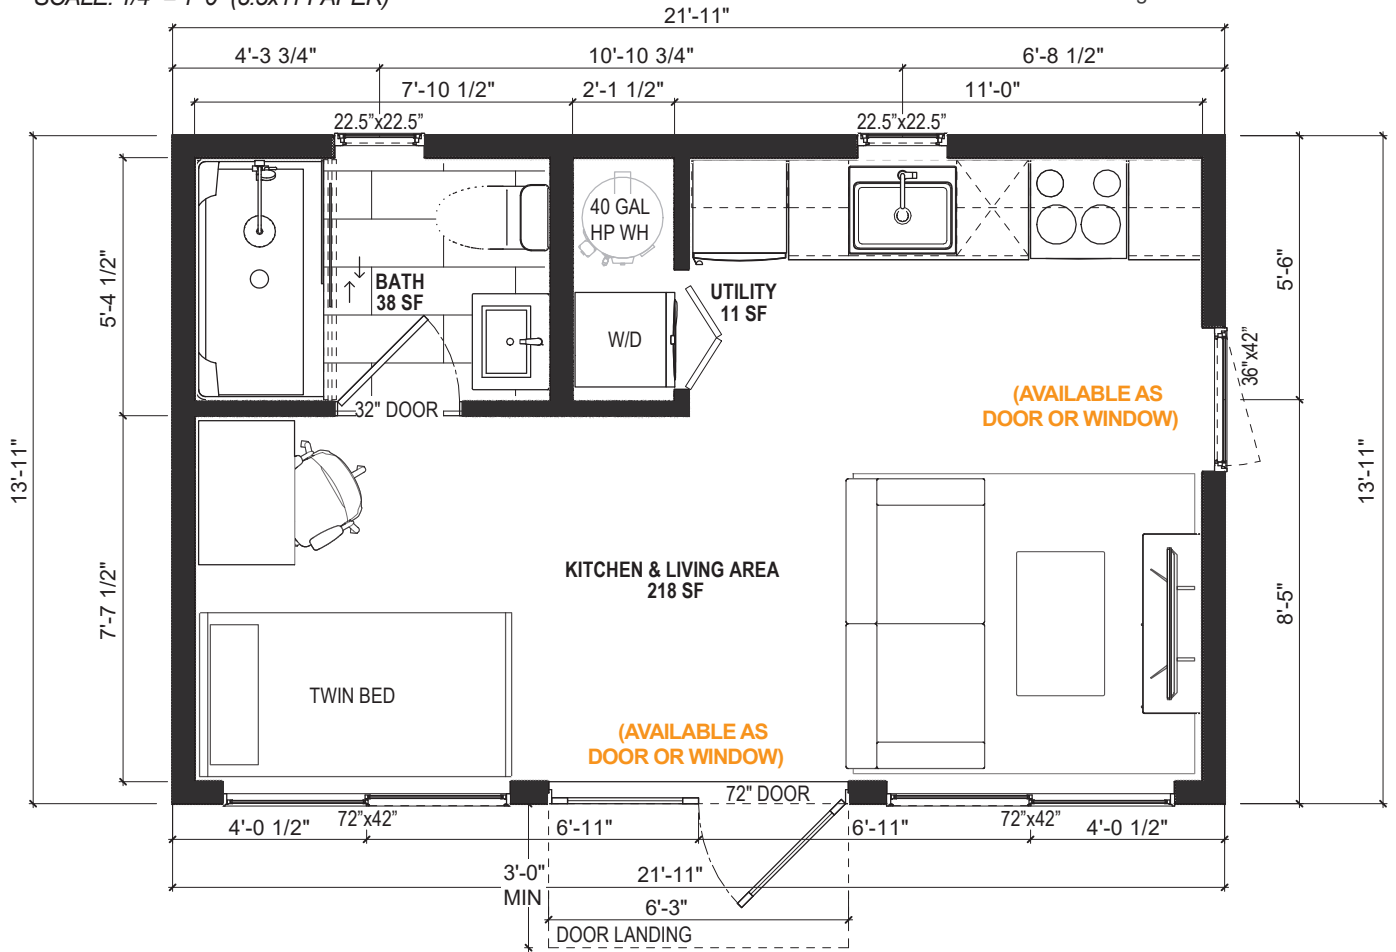 21'-11"
4'-3 3/4"
10'-10 3/4"
6'-8 1/2"
7'-10 1/2"
2'-1 1/2"
11'-0"
22.5"x22.5"
22.5"x22.5"
40 GAL
HP WH
BATH
38 SF
UTILITY
11 SF
W/D
5'-4 1/2"
5'-6"
36"x42"
32" DOOR
(AVAILABLE AS
DOOR OR WINDOW)
13'-11"
13'-11"
KITCHEN & LIVING AREA
218 SF
7'-7 1/2"
8'-5"
TWIN BED
(AVAILABLE AS
DOOR OR WINDOW)
72" DOOR
4'-0 1/2"
72"x42"
6'-11"
6'-11"
72"x42"
4'-0 1/2"
3'-0"
MIN
21'-11"
6'-3"
DOOR LANDING